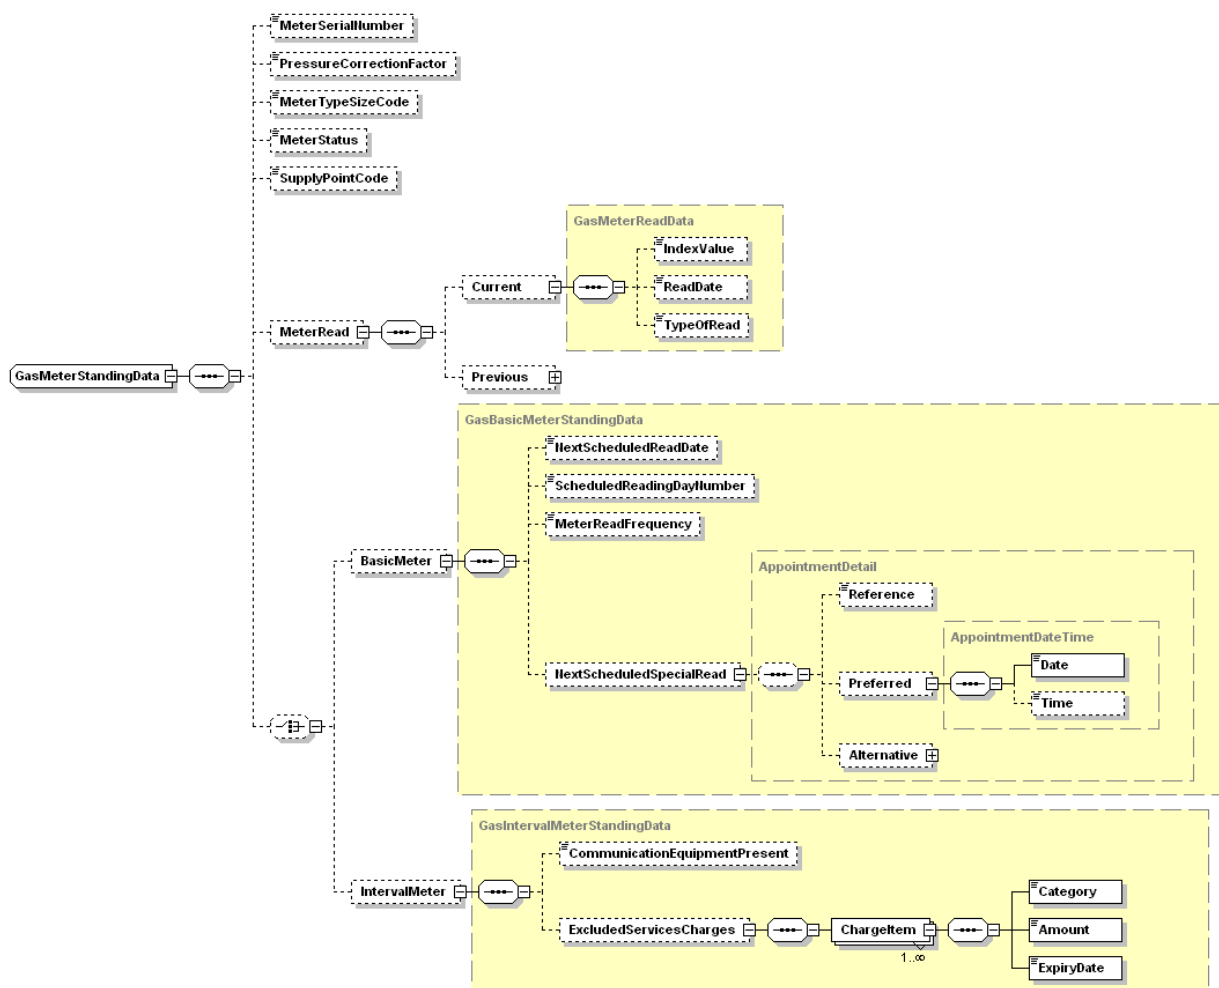 MeterSerialNumber
PressureCorrectionFactor
MeterTypeSizeCode
MeterStatus
SupplyPointCode
GasMeterReadData
IndexValue
Current
ReadDate
TypeOfRead
MeterRead
GasMeterStandingData
Previous
GasBasicMeterStandingData
NextScheduledReadDate
ScheduledReadingDayNumber
MeterReadFrequency
BasicMeter
AppointmentDetail
Reference
AppointmentDateTime
NextScheduledSpecialRead
Preferred
Date
Time
Alternative
GasIntervalMeterStandingData
CommunicationEquipmentPresent
IntervalMeter
Category
ExcludedServicesCharges
ChargeItem
Amount
1..∞
ExpiryDate